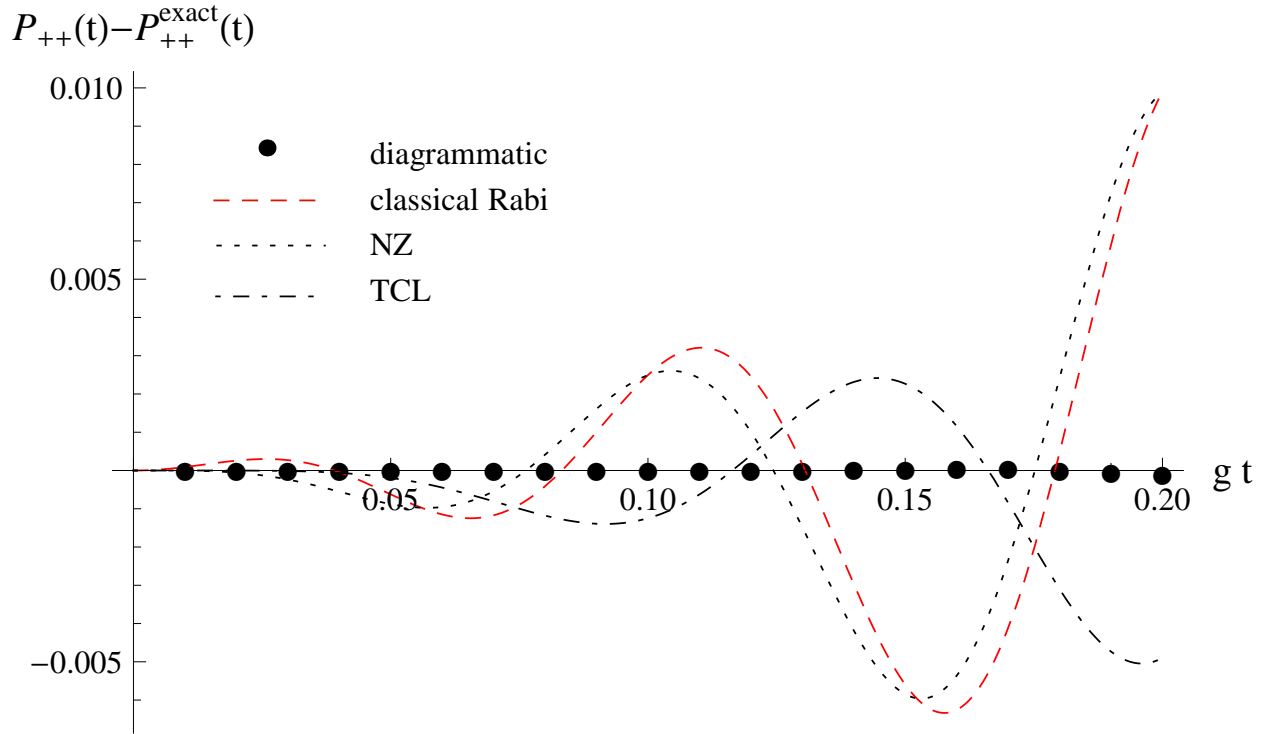 P₊₊(t)−P₊₊ᵉˣᵃᶜᵗ(t)
0.010
diagrammatic
classical Rabi
NZ
0.005
TCL
0.05 0.10 0.15 0.20 g t
−0.005